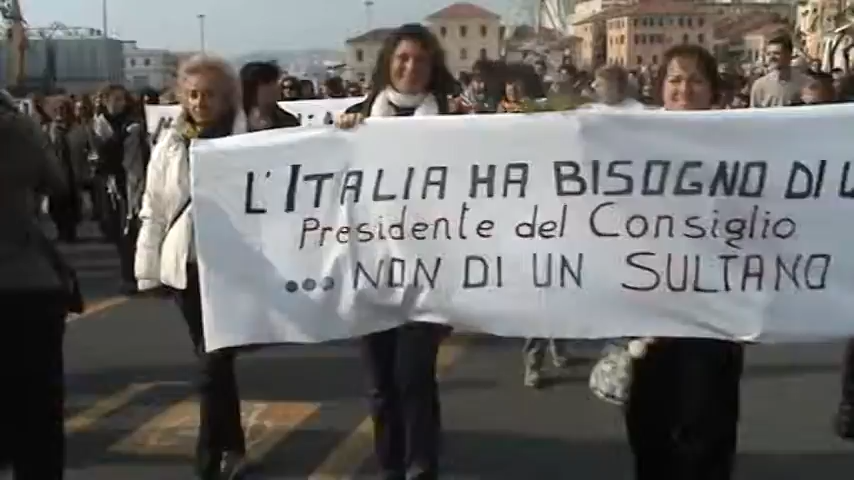 L'ITALIA HA BISOGNO DI
Presidente del Consiglio
... NON DI UN SULTANO